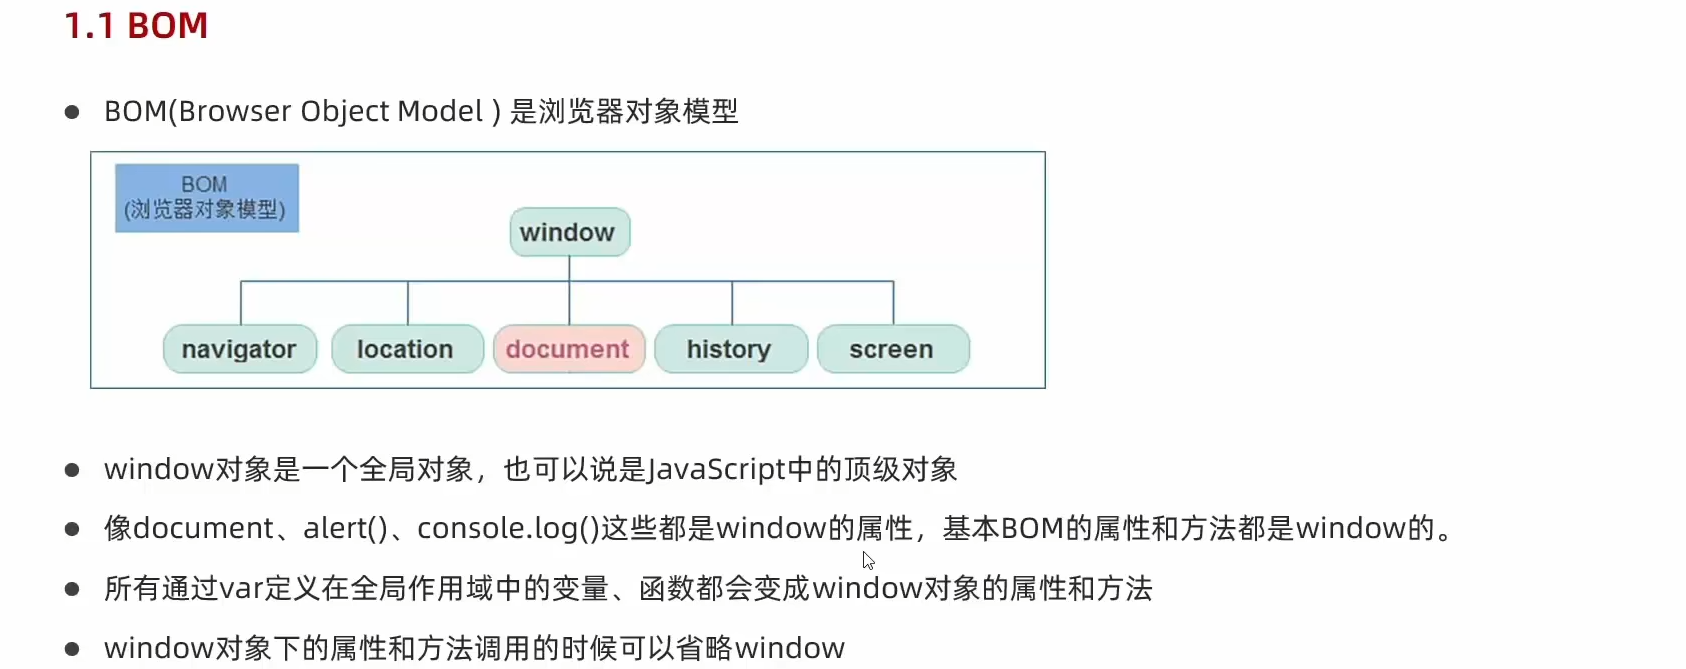 1.1 BOM
BOM(Browser Object Model ) 是浏览器对象模型
BOM
(浏览器对象模型)
window
navigator
location
document
history
screen
window对象是一个全局对象，也可以说是JavaScript中的顶级对象
像document、alert()、console.log()这些都是window的属性，基本BOM的属性和方法都是window的。
所有通过var定义在全局作用域中的变量、函数都会变成window对象的属性和方法
window对象下的属性和方法调用的时候可以省略window